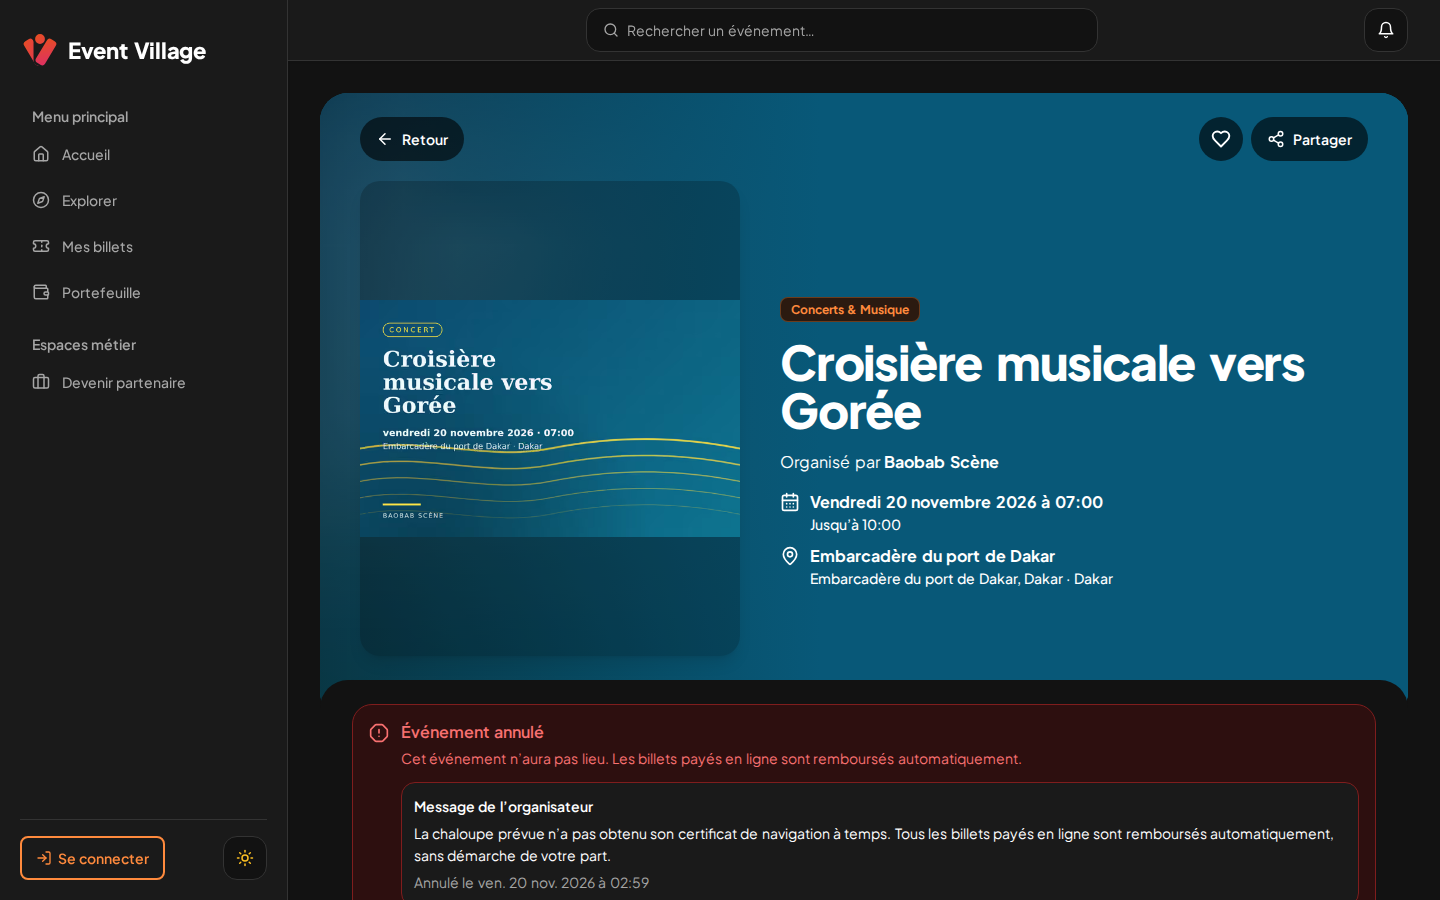 Event Village
Rechercher un événement…
Menu principal
Accueil
Explorer
Mes billets
Portefeuille
Espaces métier
Devenir partenaire
Se connecter
Retour
Partager
CONCERT
Croisière
musicale vers
Gorée
vendredi 20 novembre 2026 · 07:00
Embarcadère du port de Dakar · Dakar
BAOBAB SCÈNE
Concerts & Musique
Croisière musicale vers
Gorée
Organisé par Baobab Scène
Vendredi 20 novembre 2026 à 07:00
Jusqu'à 10:00
Embarcadère du port de Dakar
Embarcadère du port de Dakar, Dakar · Dakar
Événement annulé
Cet événement n'aura pas lieu. Les billets payés en ligne sont remboursés automatiquement.
Message de l'organisateur
La chaloupe prévue n'a pas obtenu son certificat de navigation à temps. Tous les billets payés en ligne sont remboursés automatiquement,
sans démarche de votre part.
Annulé le ven. 20 nov. 2026 à 02:59